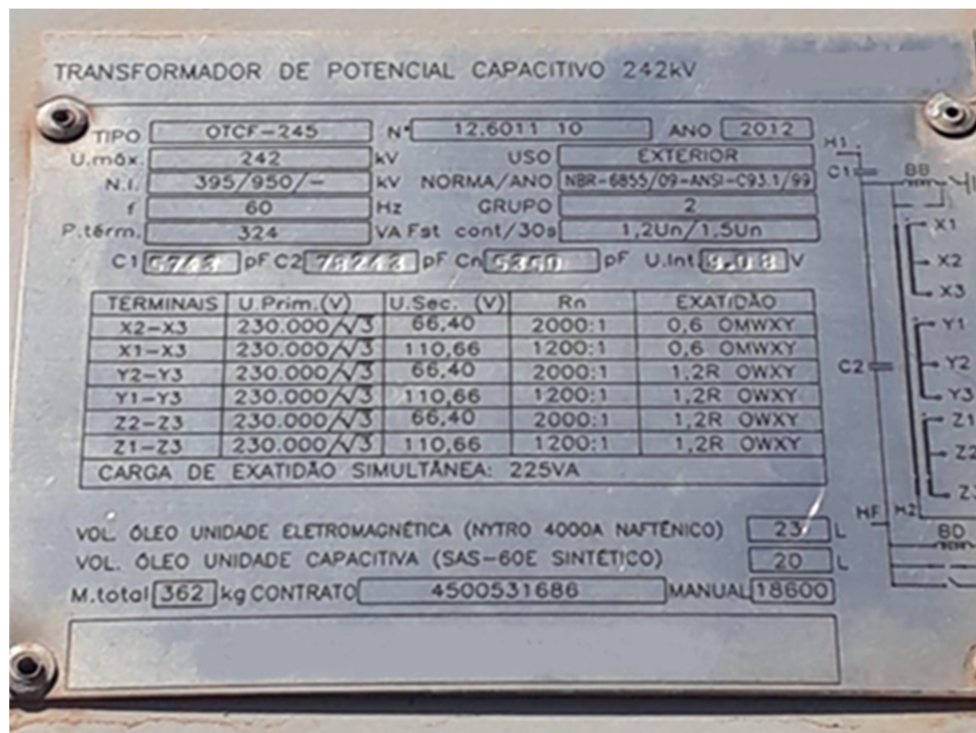 TRANSFORMADOR DE POTENCIAL CAPACITIVO 242kV
TIPO OTCF-245 Nº 12.6011 10 ANO 2012
U.máx. 242 kV USO EXTERIOR
N.I. 395/950/- kV NORMA/ANO NBR-6855/09-ANSI-C93.1/99
f 60 Hz GRUPO 2
P.térm. 324 VA Fst cont/30s 1,2Un/1,5Un
C1 pF C2 pF Cn pF U.Int. V
TERMINAIS U.Prim.(V) U.Sec. (V) Rn EXATIDÃO
X2-X3 230.000/√3 66,40 2000:1 0,6 OMWXY
X1-X3 230.000/√3 110,66 1200:1 0,6 OMWXY
Y2-Y3 230.000/√3 66,40 2000:1 1,2R OWXY
Y1-Y3 230.000/√3 110,66 1200:1 1,2R OWXY
Z2-Z3 230.000/√3 66,40 2000:1 1,2R OWXY
Z1-Z3 230.000/√3 110,66 1200:1 1,2R OWXY
CARGA DE EXATIDÃO SIMULTÂNEA: 225VA
VOL. ÓLEO UNIDADE ELETROMAGNÉTICA (NYTRO 4000A NAFTÊNICO) 23 L
VOL. ÓLEO UNIDADE CAPACITIVA (SAS-60E SINTÉTICO) 20 L
M.total 362 kg CONTRATO 4500531686 MANUAL 18600
H1
C1 BB
X1
X2
X3
Y1
C2 Y2
Y3
Z1
Z2
HF H2
BD